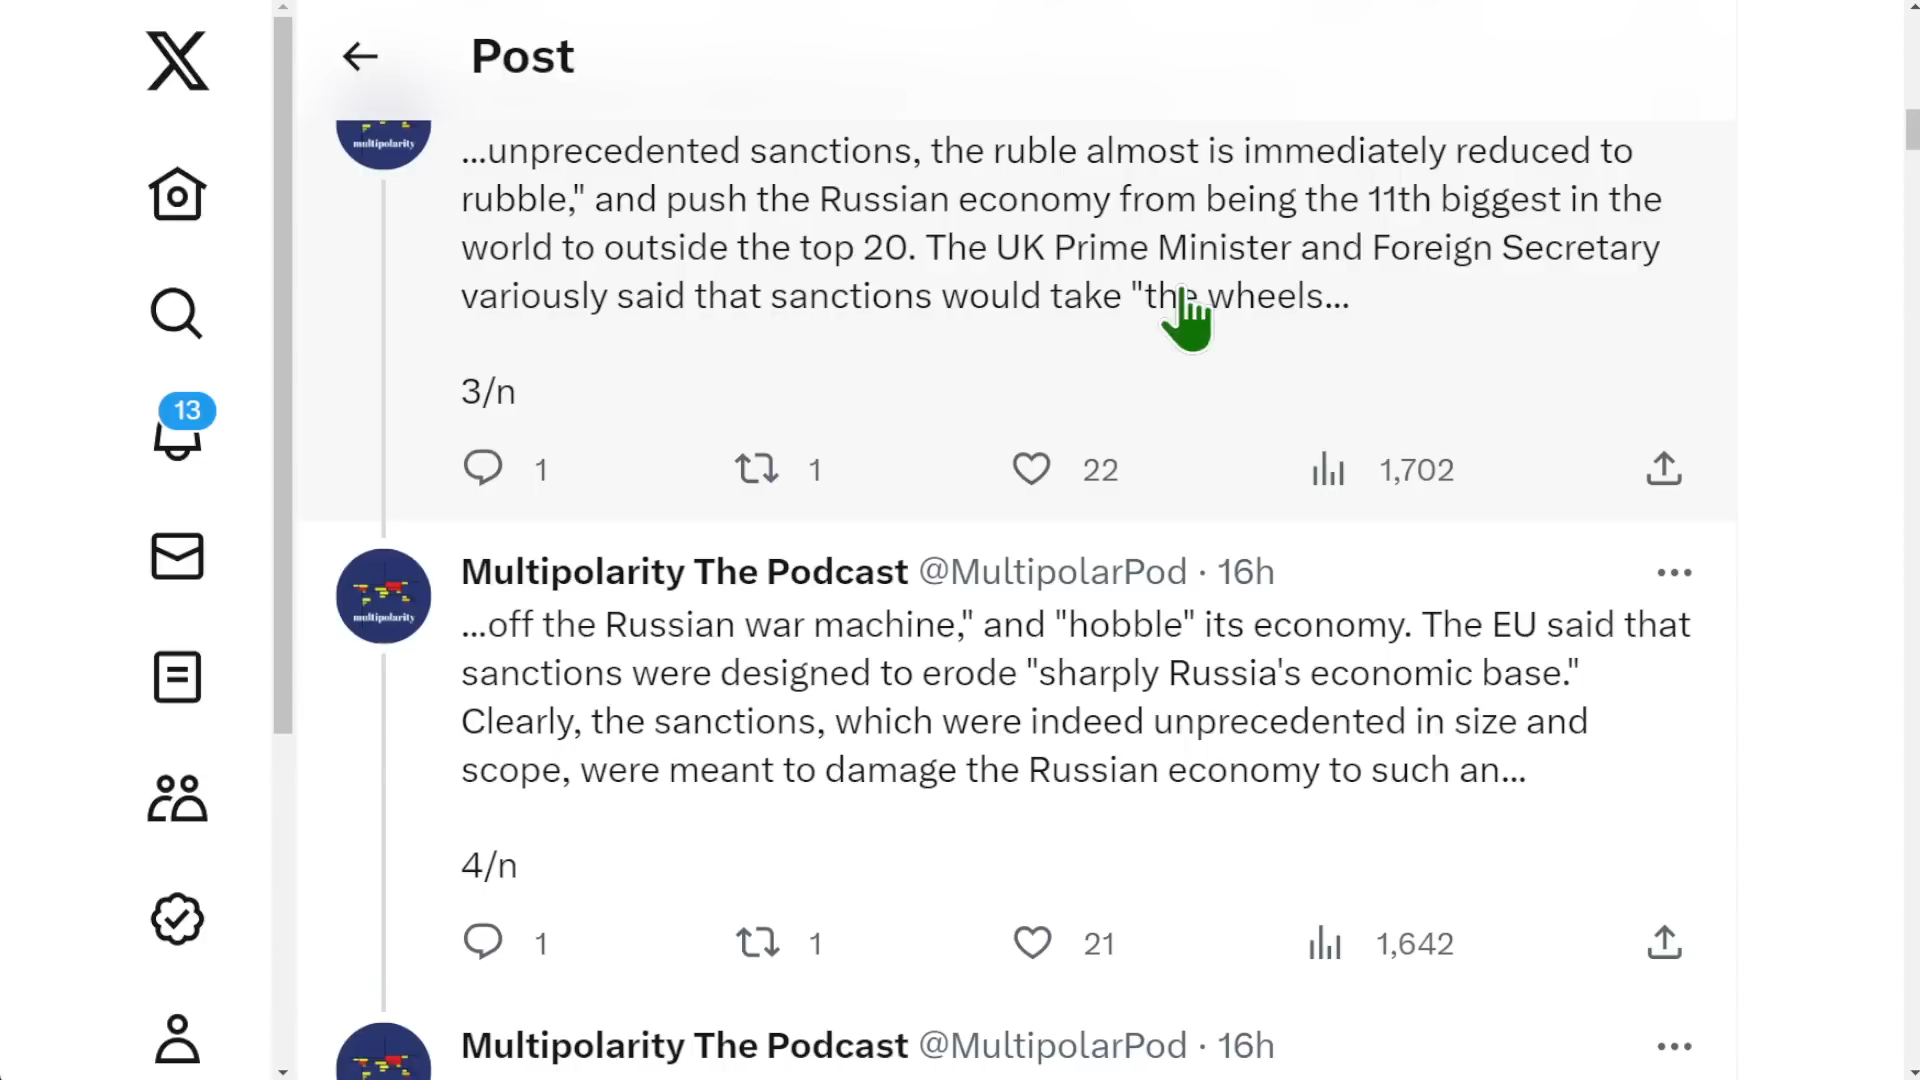 Post
multipolarity
...unprecedented sanctions, the ruble almost is immediately reduced to
rubble," and push the Russian economy from being the 11th biggest in the
world to outside the top 20. The UK Prime Minister and Foreign Secretary
variously said that sanctions would take "the wheels...
3/n
1 1 22 1,702
13
Multipolarity The Podcast @MultipolarPod · 16h
multipolarity
...off the Russian war machine," and "hobble" its economy. The EU said that
sanctions were designed to erode "sharply Russia's economic base."
Clearly, the sanctions, which were indeed unprecedented in size and
scope, were meant to damage the Russian economy to such an...
4/n
1 1 21 1,642
Multipolarity The Podcast @MultipolarPod · 16h